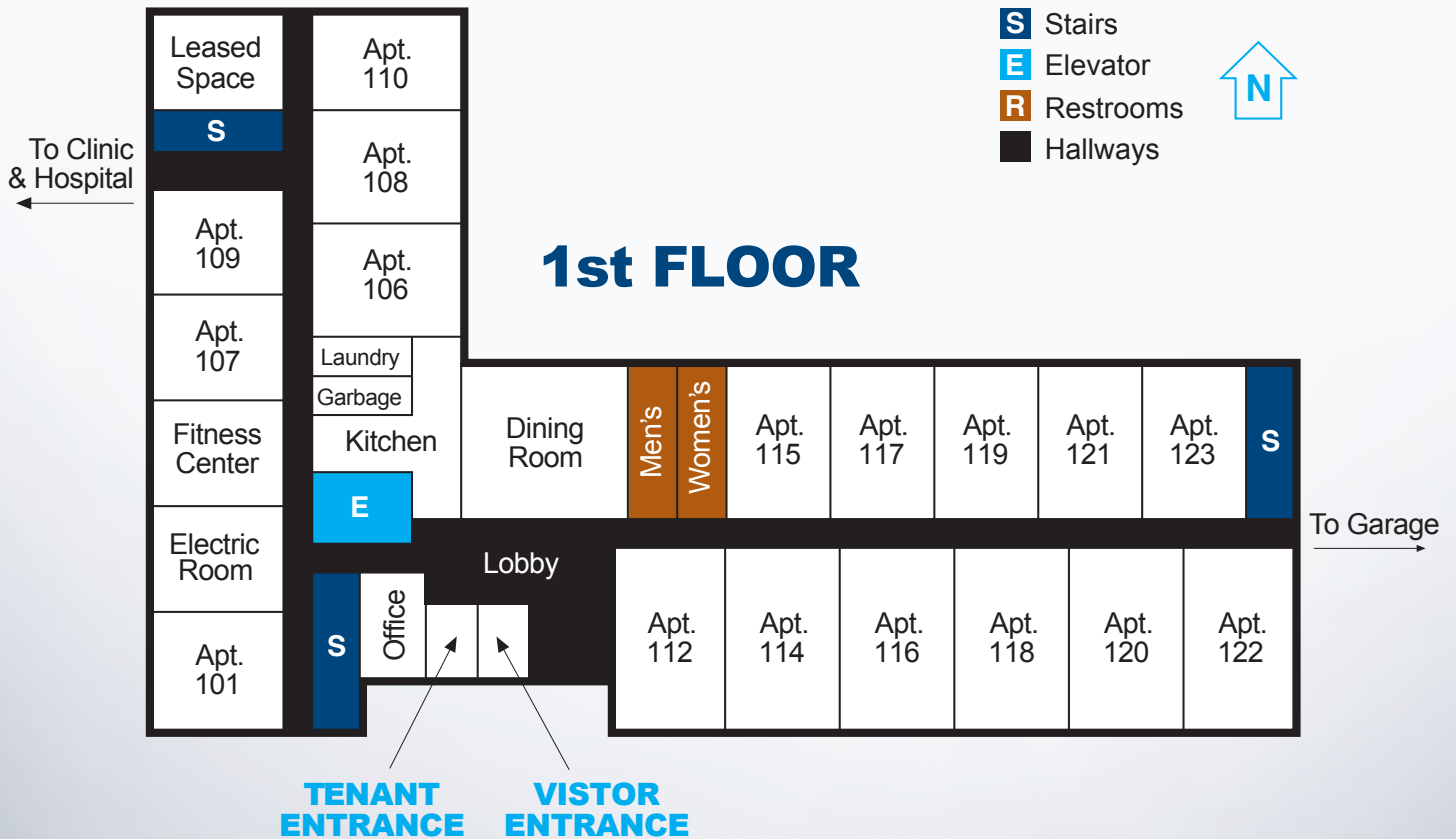 S Stairs
E Elevator
R Restrooms
Hallways
N
Leased
Space
S
To Clinic
& Hospital
Apt.
109
Apt.
107
Fitness
Center
Electric
Room
Apt.
101
Apt.
110
Apt.
108
Apt.
106
1st FLOOR
Laundry
Garbage
Kitchen
E
Dining
Room
Men's
Women's
Apt.
115
Apt.
117
Apt.
119
Apt.
121
Apt.
123
S
To Garage
Lobby
S
Office
Apt.
112
Apt.
114
Apt.
116
Apt.
118
Apt.
120
Apt.
122
TENANT
ENTRANCE
VISTOR
ENTRANCE